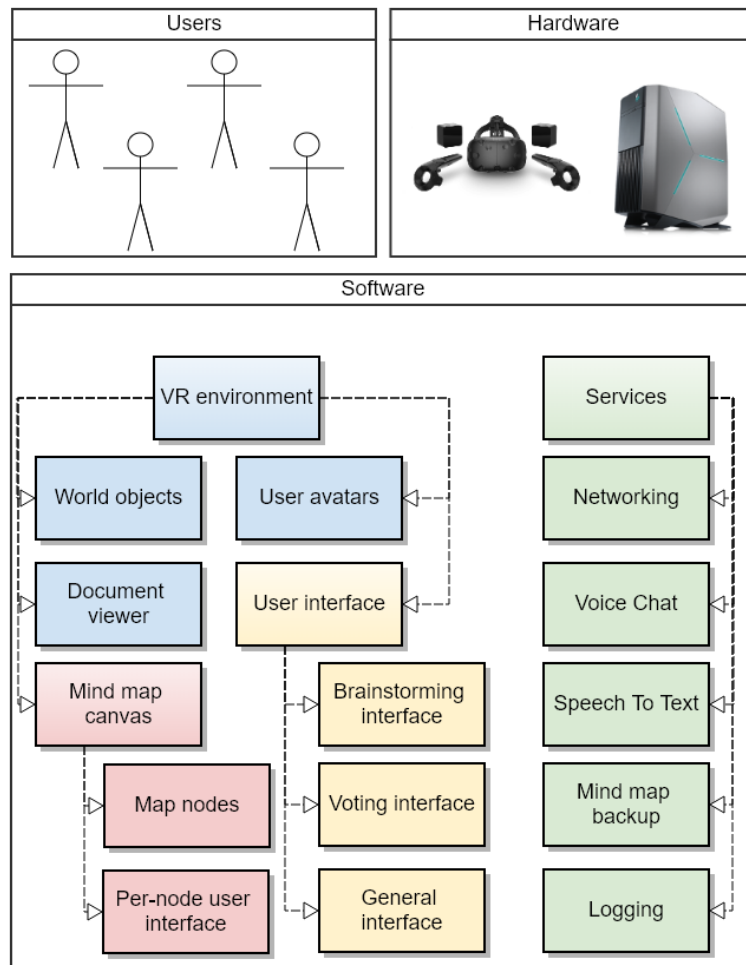 Users
Hardware
Software
VR environment
Services
World objects
User avatars
Networking
Document
viewer
User interface
Voice Chat
Mind map
canvas
Brainstorming
interface
Speech To Text
Map nodes
Voting interface
Mind map
backup
Per-node user
interface
General
interface
Logging